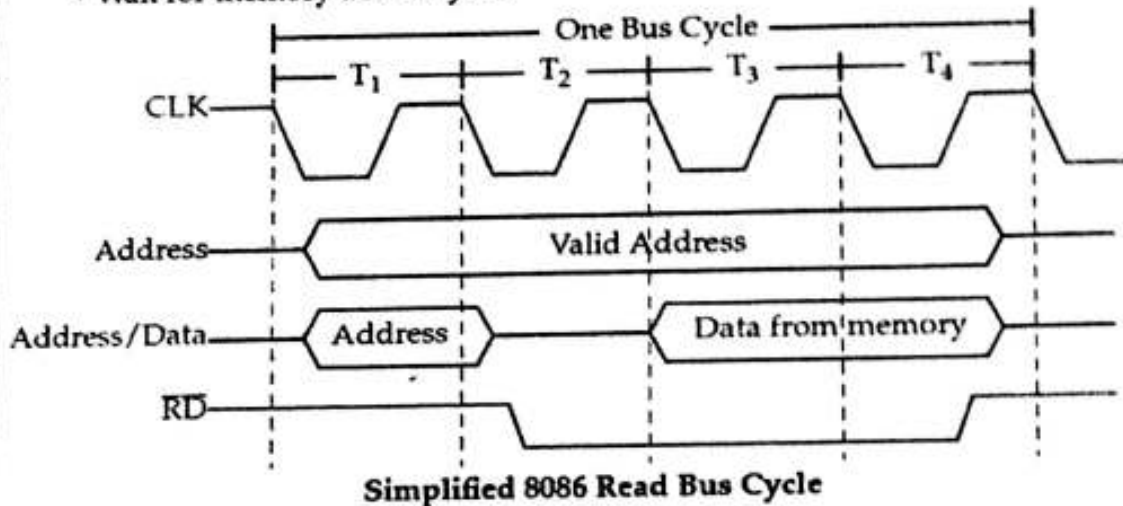 One Bus Cycle
T1 T2 T3 T4
CLK
Address Valid Address
Address/Data Address Data from memory
RD
Simplified 8086 Read Bus Cycle